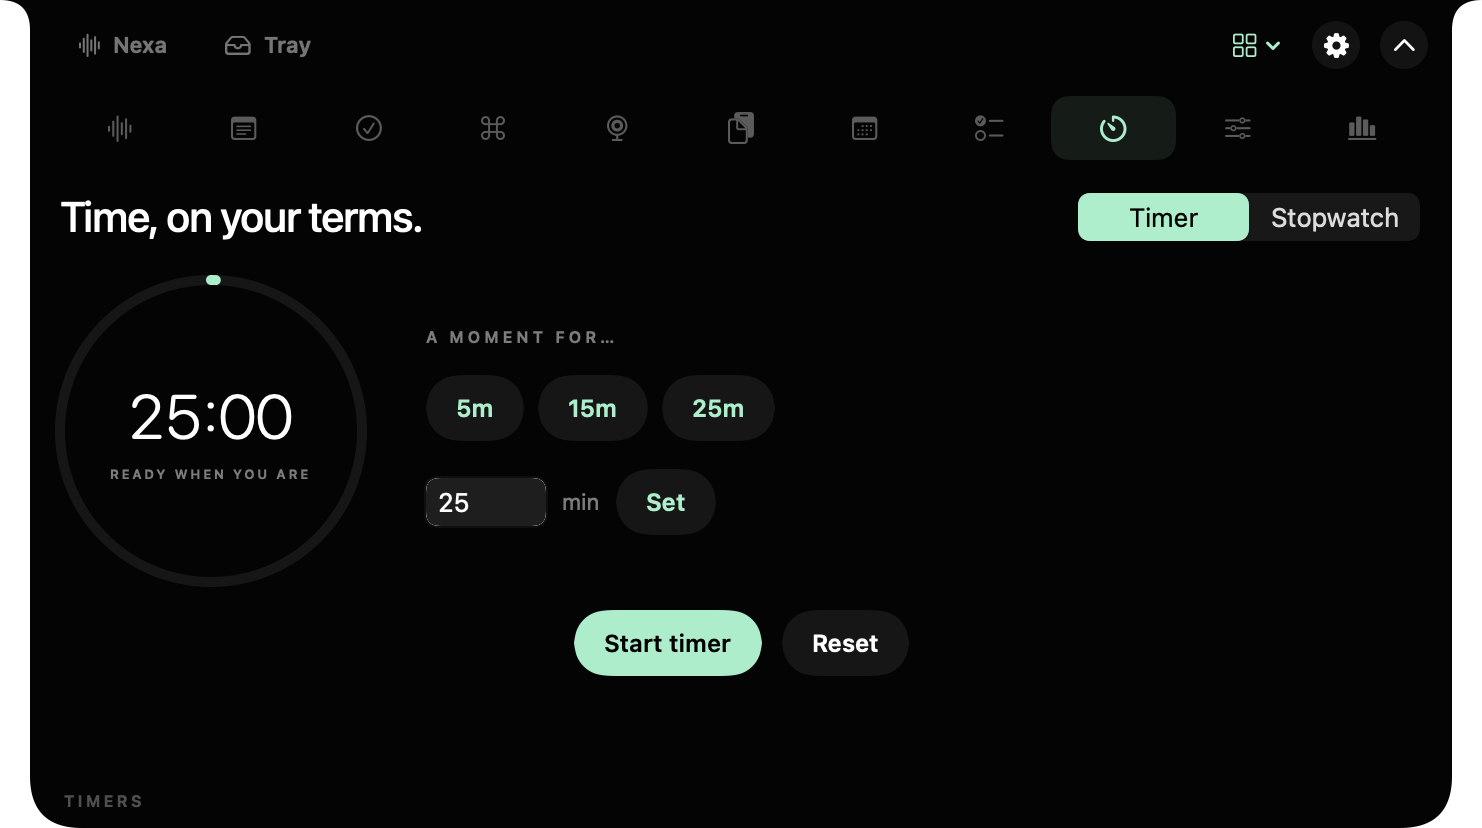 Nexa
Tray
Time, on your terms.
Timer
Stopwatch
25:00
READY WHEN YOU ARE
A MOMENT FOR…
5m
15m
25m
25
min
Set
Start timer
Reset
TIMERS